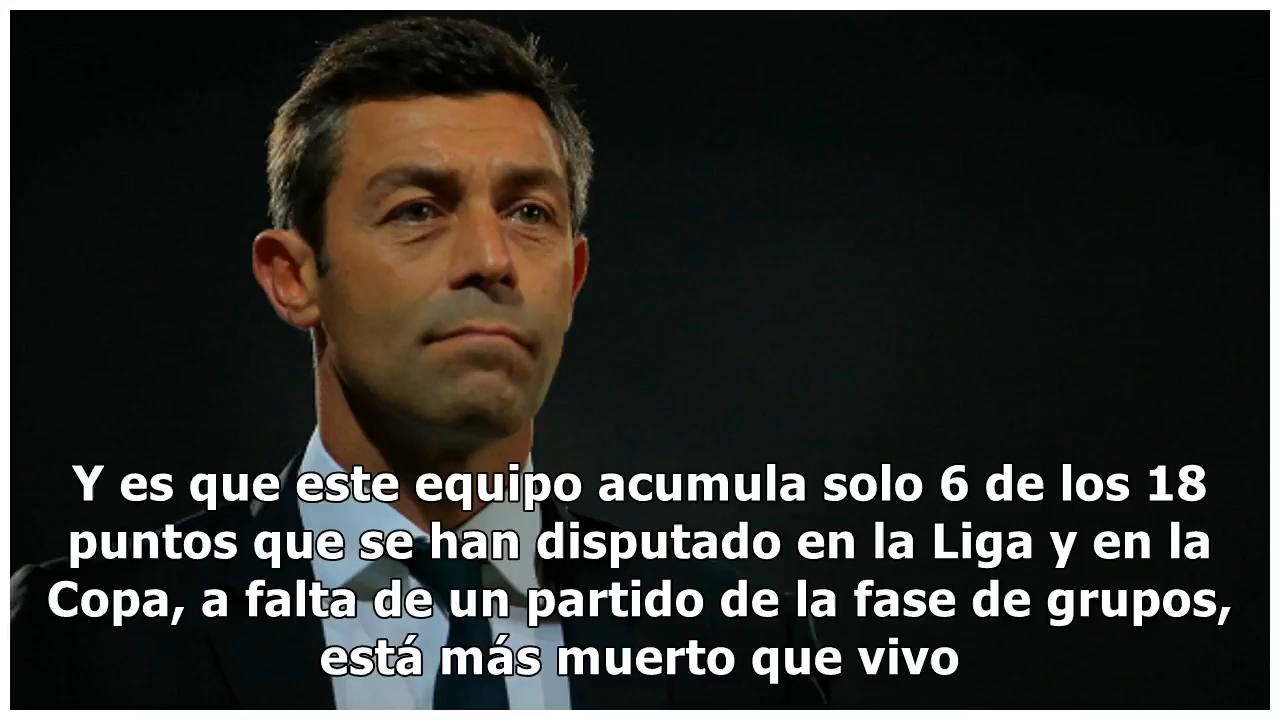 Y es que este equipo acumula solo 6 de los 18
puntos que se han disputado en la Liga y en la
Copa, a falta de un partido de la fase de grupos,
está más muerto que vivo